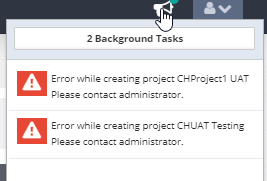 2 Background Tasks
Error while creating project CHProject1 UAT
Please contact administrator.
Error while creating project CHUAT Testing
Please contact administrator.